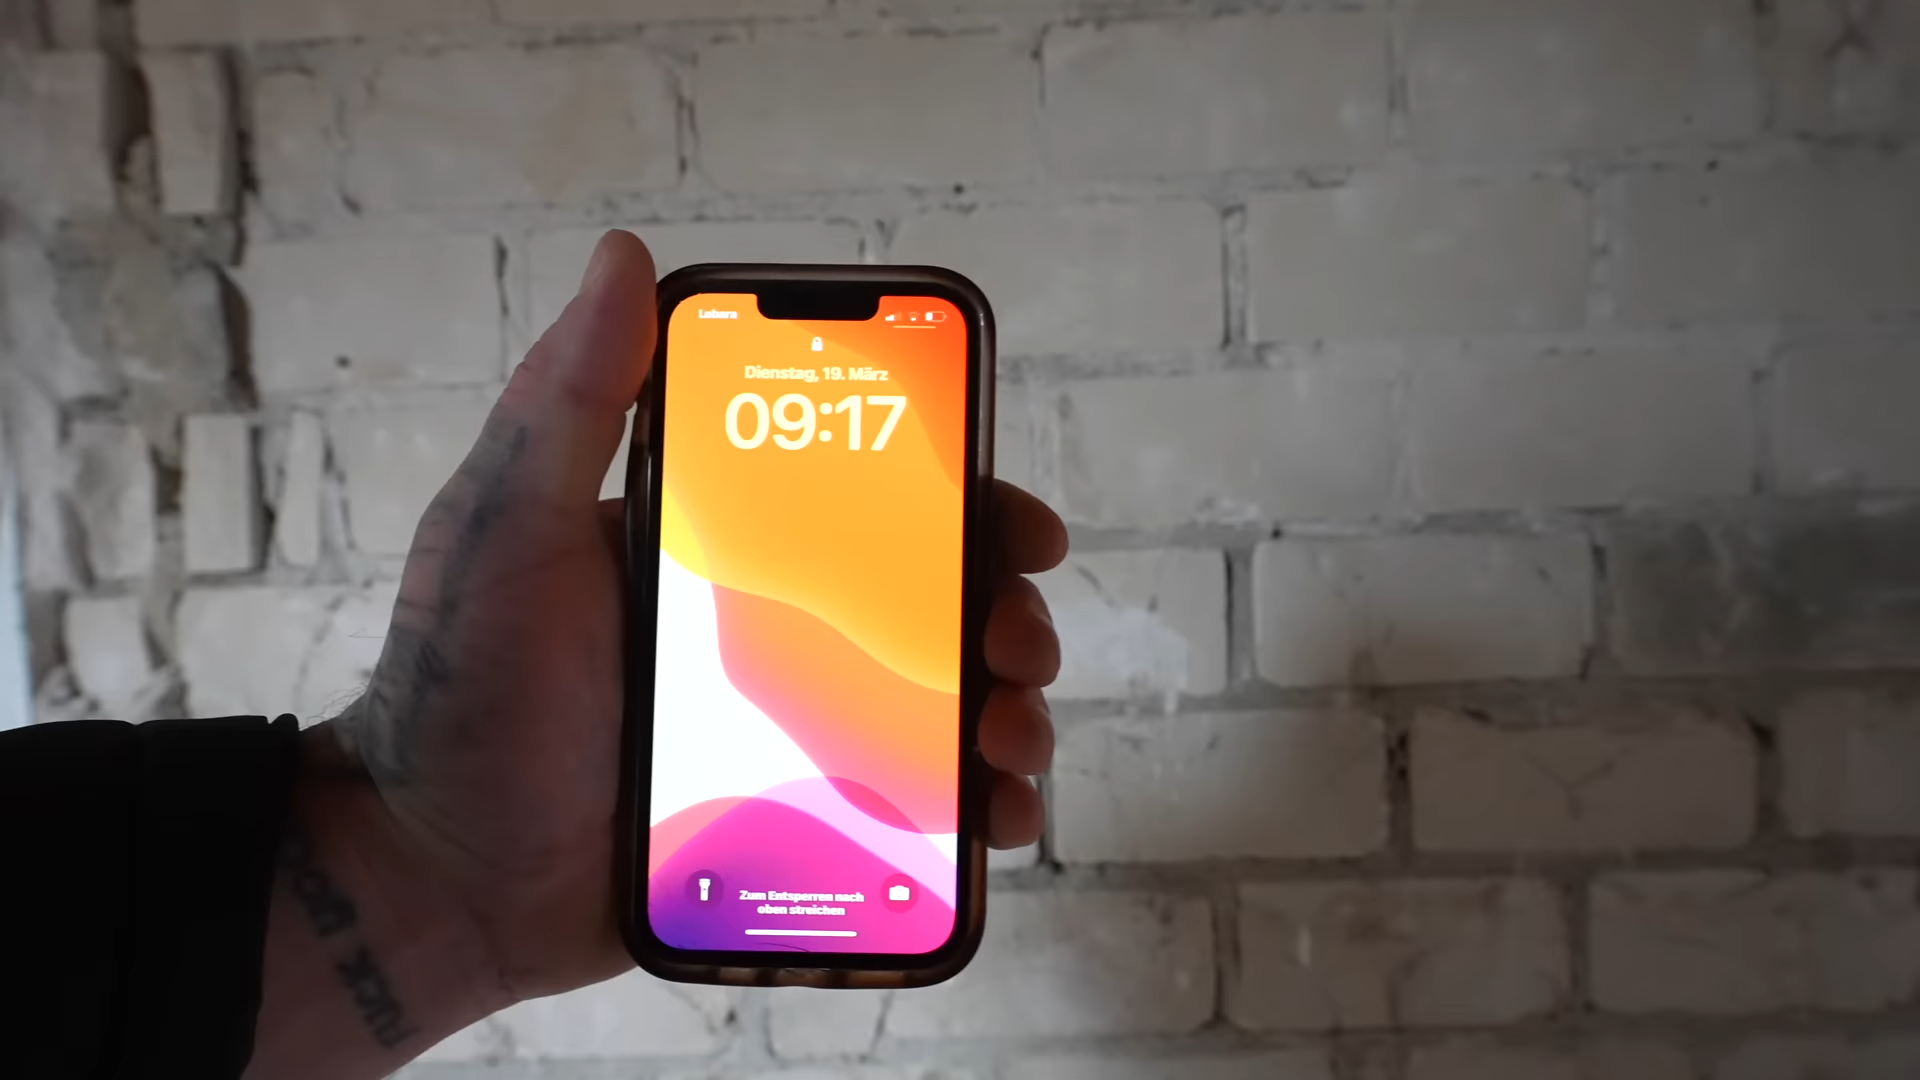 Lebara
Dienstag, 19. März
09:17
Zum Entsperren nach
oben streichen